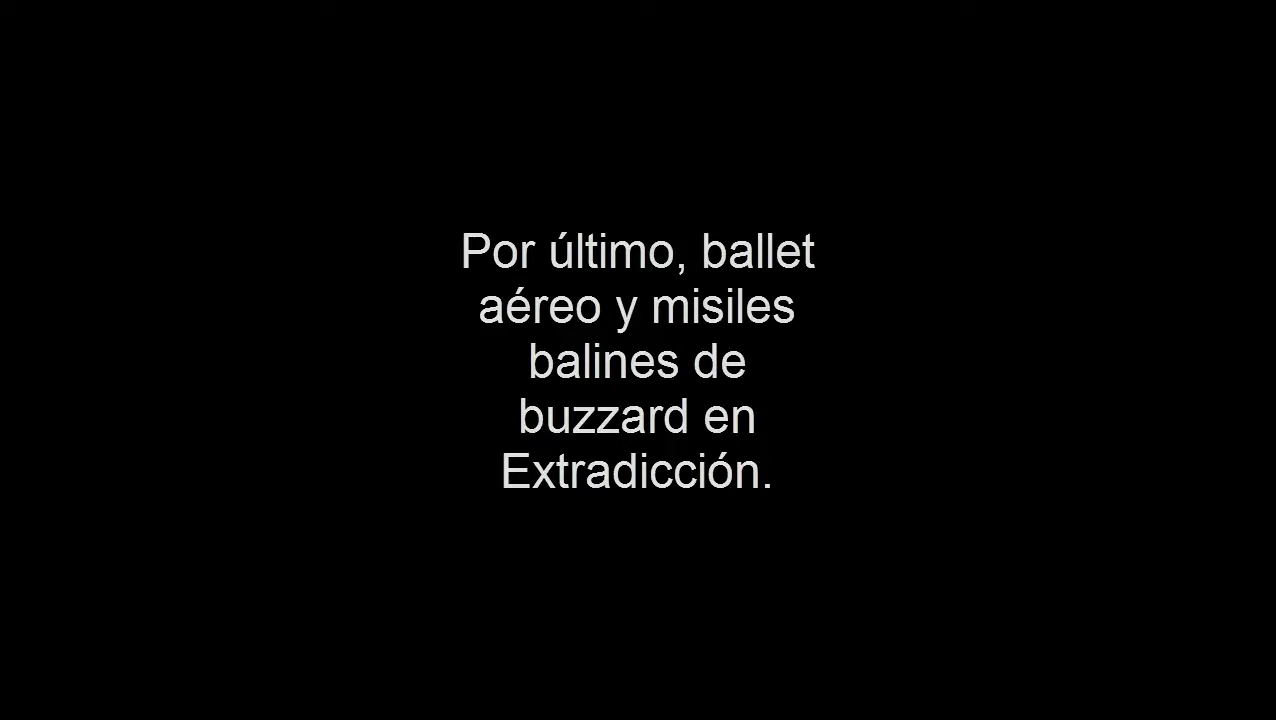 Por último, ballet
aéreo y misiles
balines de
buzzard en
Extradicción.